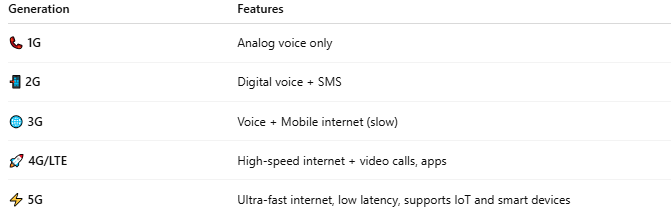 Generation Features
📞 1G Analog voice only
📲 2G Digital voice + SMS
🌐 3G Voice + Mobile internet (slow)
🚀 4G/LTE High-speed internet + video calls, apps
⚡ 5G Ultra-fast internet, low latency, supports IoT and smart devices